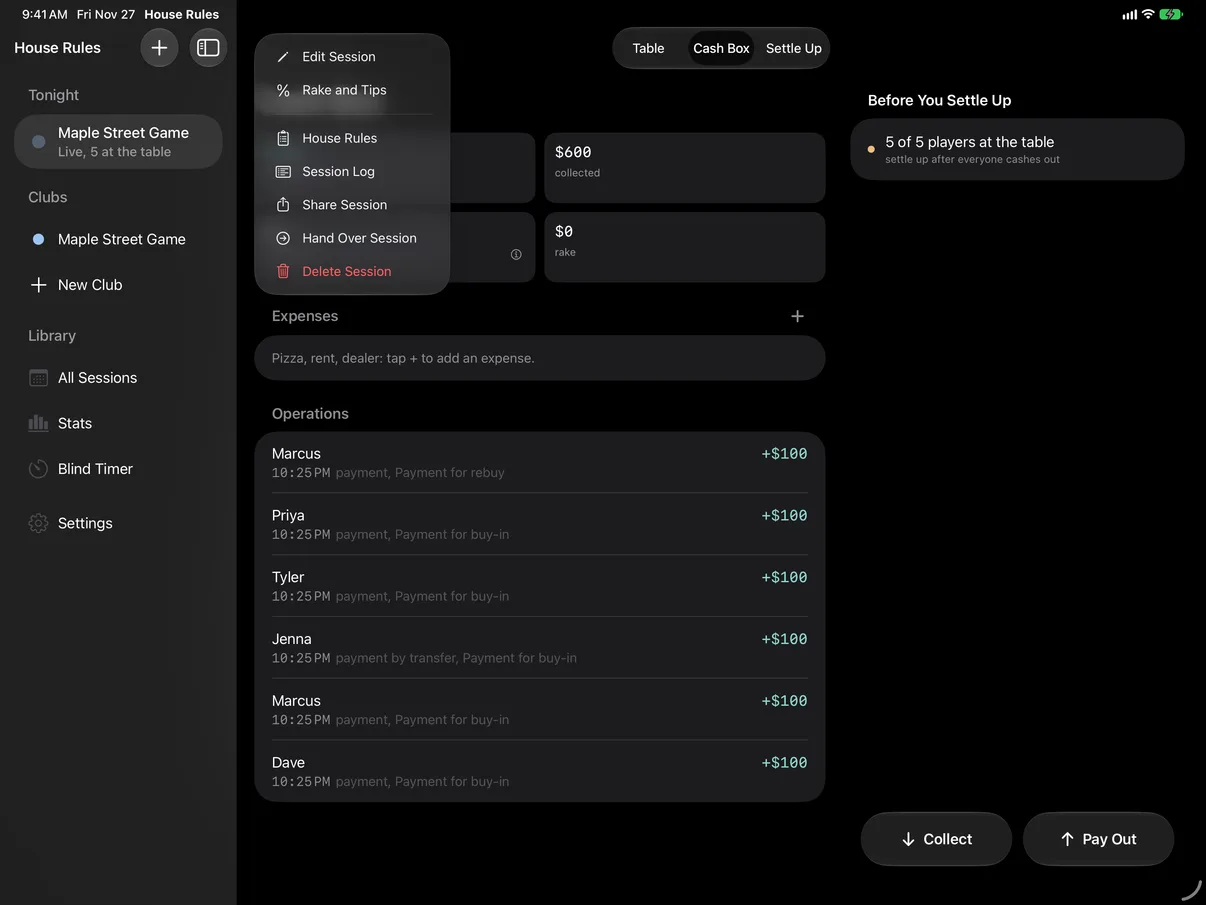 9:41 AM Fri Nov 27 House Rules
House Rules
Tonight
Maple Street Game
Live, 5 at the table
Clubs
Maple Street Game
New Club
Library
All Sessions
Stats
Blind Timer
Settings
Edit Session
Rake and Tips
House Rules
Session Log
Share Session
Hand Over Session
Delete Session
Table Cash Box Settle Up
$600
collected
$0
rake
Expenses
Pizza, rent, dealer: tap + to add an expense.
Operations
Marcus +$100
10:25 PM payment, Payment for rebuy
Priya +$100
10:25 PM payment, Payment for buy-in
Tyler +$100
10:25 PM payment, Payment for buy-in
Jenna +$100
10:25 PM payment by transfer, Payment for buy-in
Marcus +$100
10:25 PM payment, Payment for buy-in
Dave +$100
10:25 PM payment, Payment for buy-in
Before You Settle Up
5 of 5 players at the table
settle up after everyone cashes out
Collect
Pay Out